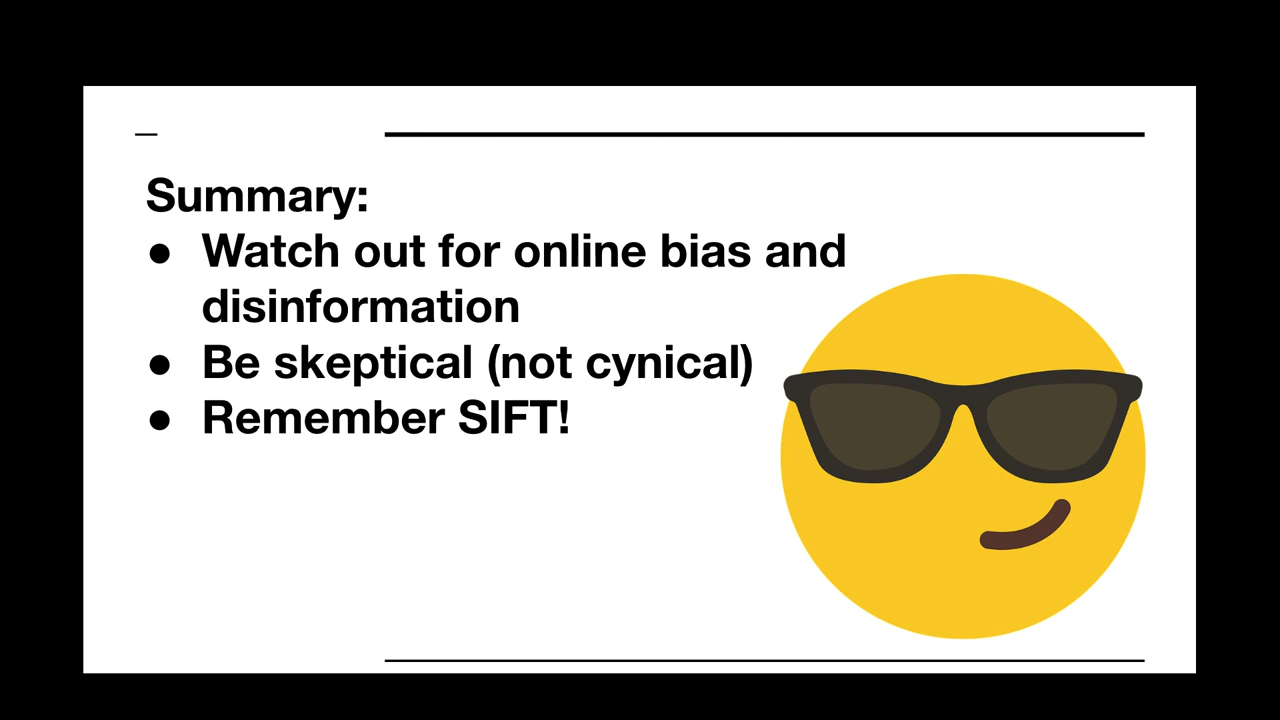 Summary:
● Watch out for online bias and
disinformation
● Be skeptical (not cynical)
● Remember SIFT!